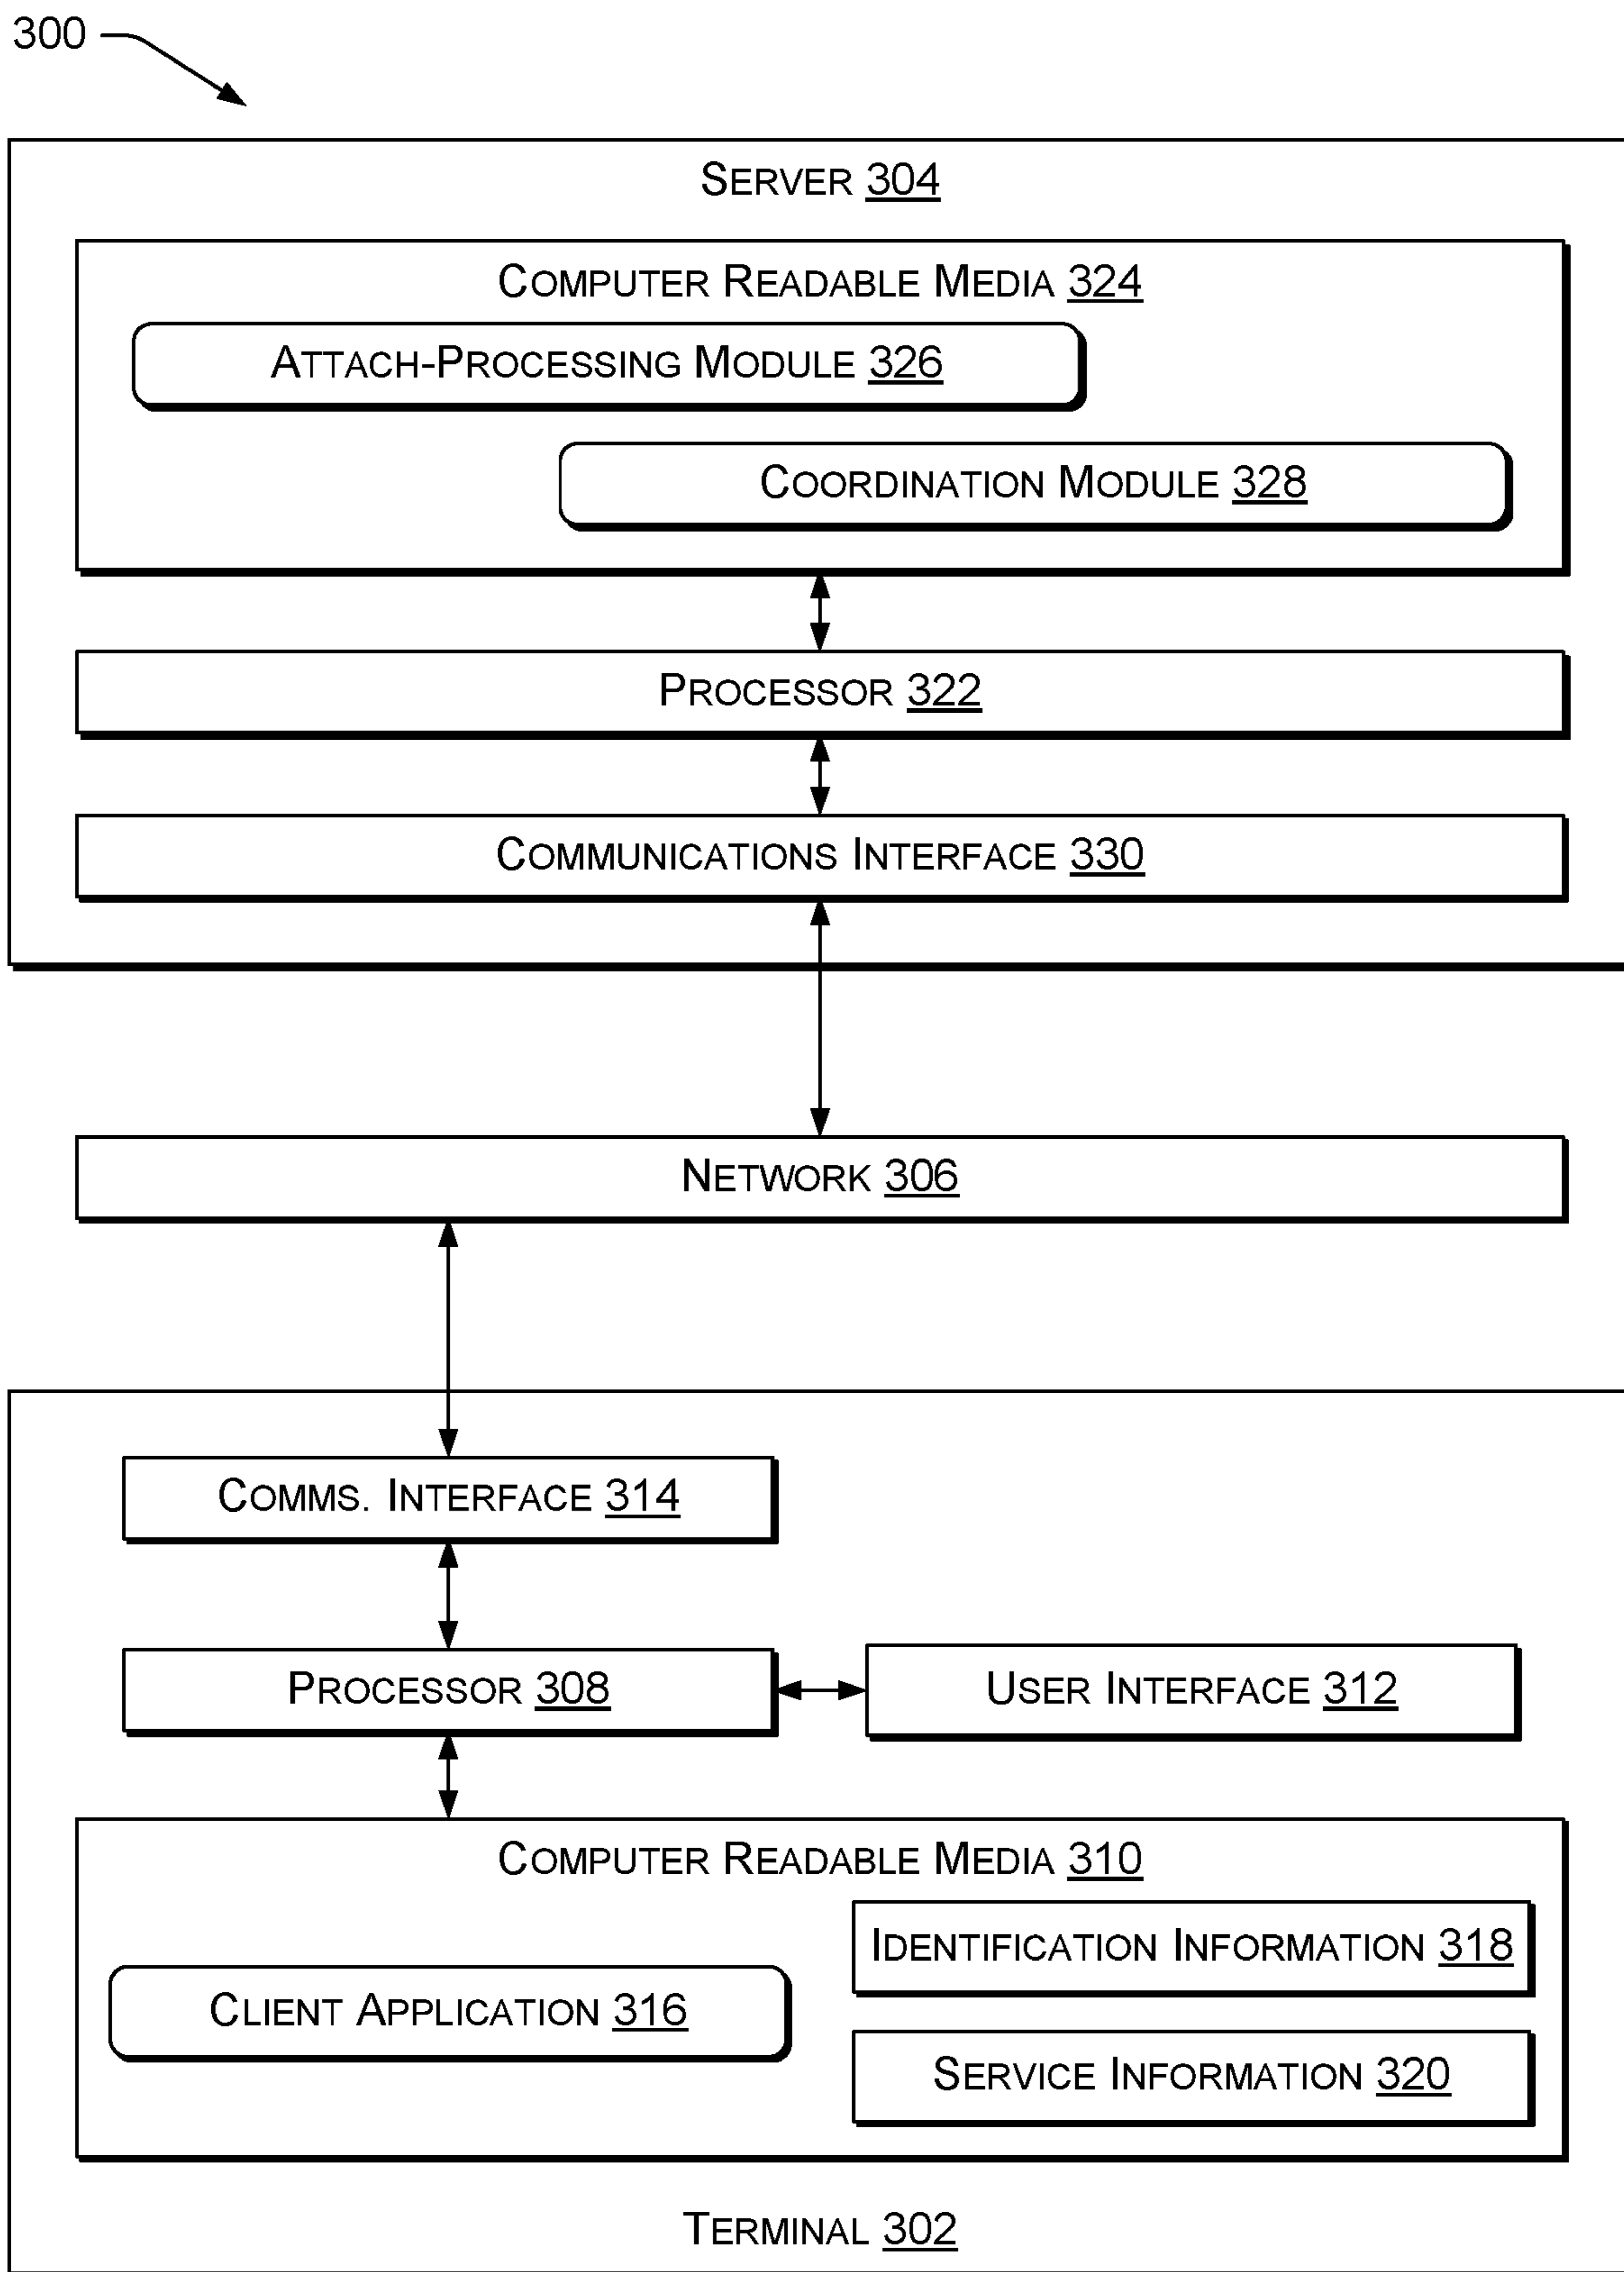 300
SERVER 304
COMPUTER READABLE MEDIA 324
ATTACH-PROCESSING MODULE 326
COORDINATION MODULE 328
PROCESSOR 322
COMMUNICATIONS INTERFACE 330
NETWORK 306
COMMS. INTERFACE 314
PROCESSOR 308
USER INTERFACE 312
COMPUTER READABLE MEDIA 310
IDENTIFICATION INFORMATION 318
CLIENT APPLICATION 316
SERVICE INFORMATION 320
TERMINAL 302